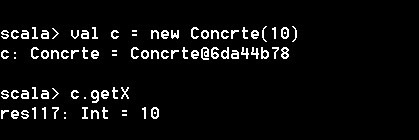 scala> val c = new Concrte(10)
c: Concrte = Concrte@6da44b78
scala> c.getX
res117: Int = 10